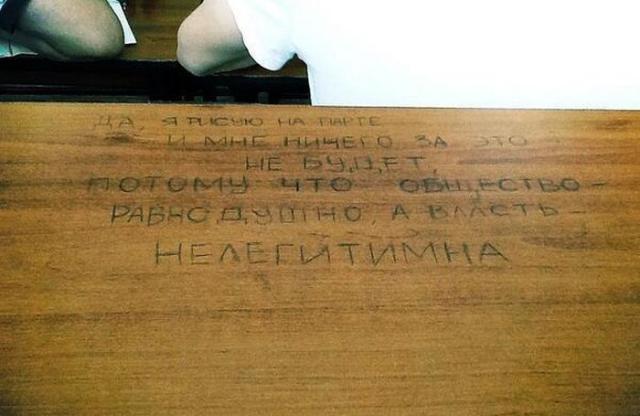 ДА, Я РИСУЮ НА ПАРТЕ
И МНЕ НИЧЕГО ЗА ЭТО
НЕ БУДЕТ,
ПОТОМУ ЧТО ОБЩЕСТВО -
РАВНОДУШНО, А ВЛАСТЬ -
НЕЛЕГИТИМНА